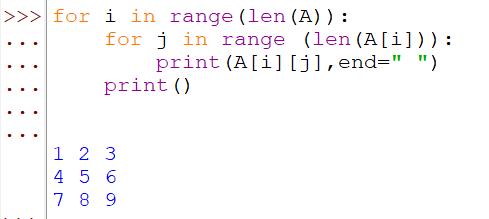 >>> for i in range(len(A)):
...     for j in range (len(A[i])):
...         print(A[i][j],end=" ")
...     print()
...
...
1 2 3
4 5 6
7 8 9